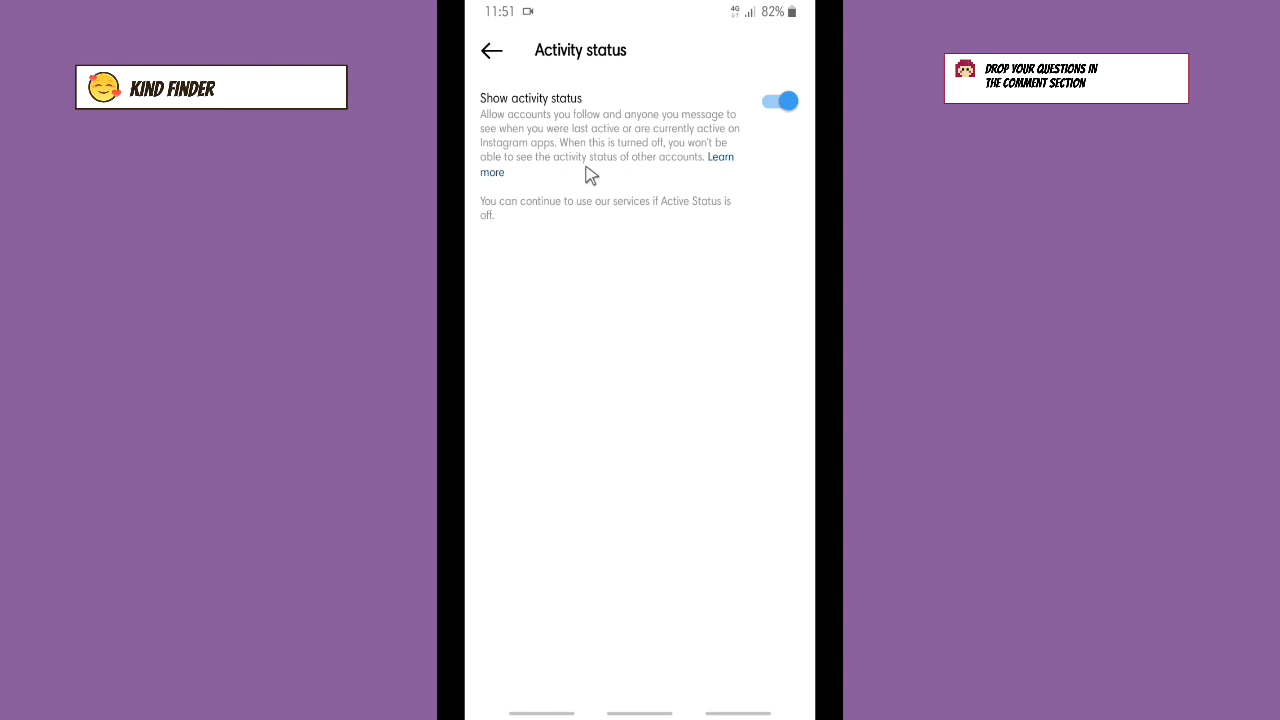 KIND FINDER
11:51
4G
82%
Activity status
Show activity status
Allow accounts you follow and anyone you message to
see when you were last active or are currently active on
Instagram apps. When this is turned off, you won't be
able to see the activity status of other accounts. Learn
more
You can continue to use our services if Active Status is
off.
DROP YOUR QUESTIONS IN
THE COMMENT SECTION